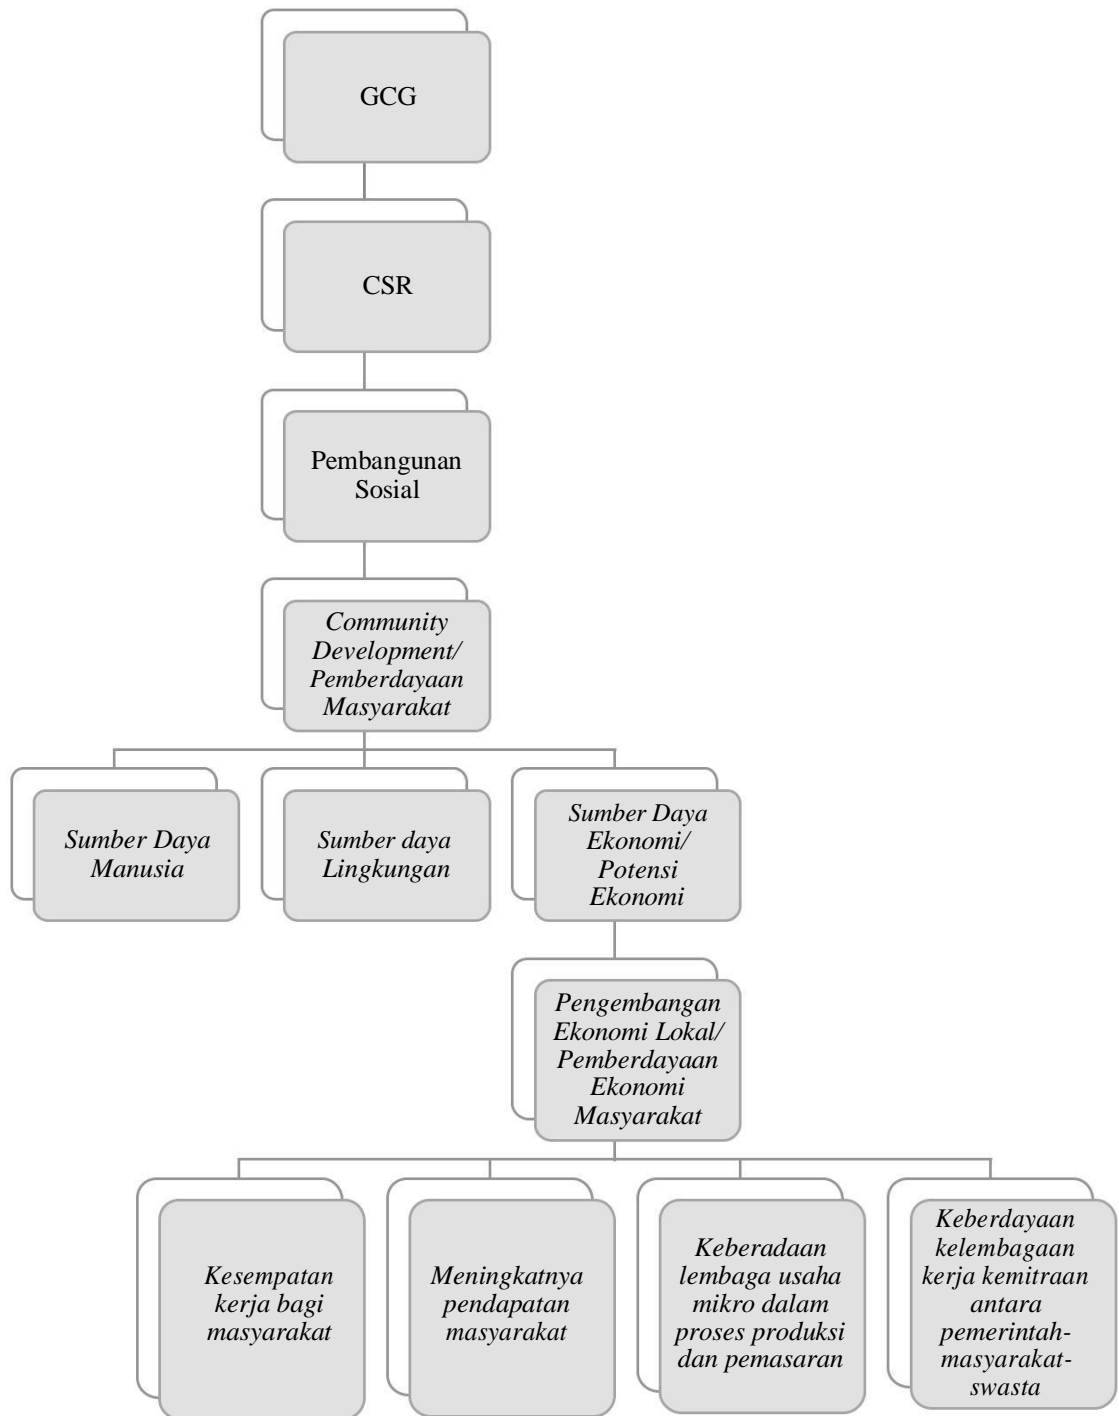 GCG
CSR
Pembangunan
Sosial
Community
Development/
Pemberdayaan
Masyarakat
Sumber Daya
Manusia
Sumber daya
Lingkungan
Sumber Daya
Ekonomi/
Potensi
Ekonomi
Pengembangan
Ekonomi Lokal/
Pemberdayaan
Ekonomi
Masyarakat
Kesempatan
kerja bagi
masyarakat
Meningkatnya
pendapatan
masyarakat
Keberadaan
lembaga usaha
mikro dalam
proses produksi
dan pemasaran
Keberdayaan
kelembagaan
kerja kemitraan
antara
pemerintah-
masyarakat-
swasta